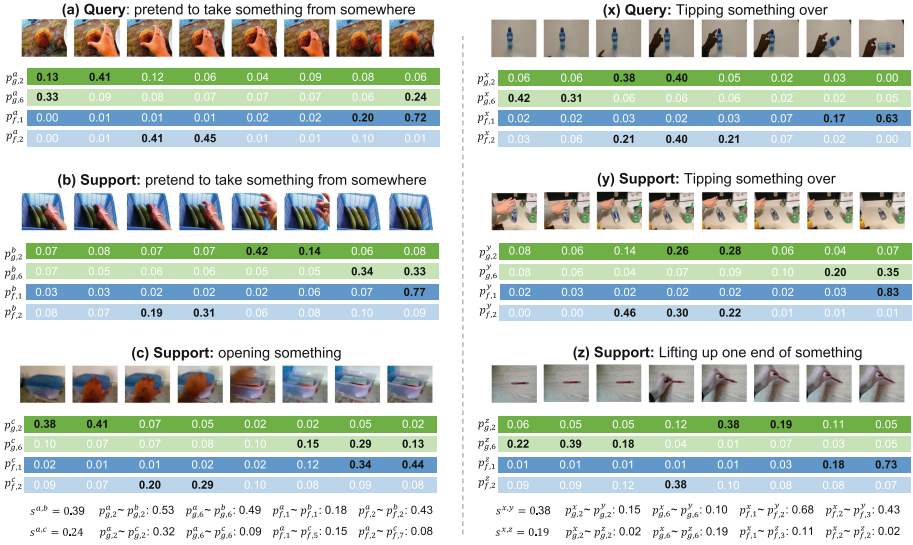 (a) Query: pretend to take something from somewhere
p^a_{g,2} 0.13 0.41 0.12 0.06 0.04 0.09 0.08 0.06
p^a_{g,6} 0.33 0.09 0.08 0.07 0.07 0.07 0.06 0.24
p^a_{f,1} 0.00 0.01 0.01 0.01 0.02 0.02 0.20 0.72
p^a_{f,2} 0.00 0.01 0.41 0.45 0.01 0.01 0.10 0.01
(b) Support: pretend to take something from somewhere
p^b_{g,2} 0.07 0.08 0.07 0.07 0.42 0.14 0.06 0.08
p^b_{g,6} 0.07 0.05 0.06 0.06 0.05 0.05 0.34 0.33
p^b_{f,1} 0.03 0.03 0.02 0.02 0.02 0.06 0.07 0.77
p^b_{f,2} 0.08 0.07 0.19 0.31 0.06 0.08 0.10 0.09
(c) Support: opening something
p^c_{g,2} 0.38 0.41 0.07 0.05 0.02 0.02 0.05 0.02
p^c_{g,6} 0.10 0.07 0.07 0.08 0.10 0.15 0.29 0.13
p^c_{f,1} 0.02 0.01 0.01 0.02 0.02 0.12 0.34 0.44
p^c_{f,2} 0.09 0.07 0.20 0.29 0.10 0.08 0.09 0.08
s^{a,b} = 0.39 p^a_{g,2}~p^b_{g,2}: 0.53 p^a_{g,6}~p^b_{g,6}: 0.49 p^a_{f,1}~p^b_{f,1}: 0.18 p^a_{f,2}~p^b_{f,2}: 0.43
s^{a,c} = 0.24 p^a_{g,2}~p^c_{g,2}: 0.32 p^a_{g,6}~p^c_{g,6}: 0.09 p^a_{f,1}~p^c_{f,5}: 0.15 p^a_{f,2}~p^c_{f,7}: 0.08
(x) Query: Tipping something over
p^x_{g,2} 0.06 0.06 0.38 0.40 0.05 0.02 0.03 0.00
p^x_{g,6} 0.42 0.31 0.06 0.06 0.06 0.02 0.02 0.05
p^x_{f,1} 0.02 0.02 0.03 0.02 0.03 0.07 0.17 0.63
p^x_{f,2} 0.03 0.06 0.21 0.40 0.21 0.07 0.02 0.00
(y) Support: Tipping something over
p^y_{g,2} 0.08 0.06 0.14 0.26 0.28 0.06 0.04 0.07
p^y_{g,6} 0.08 0.06 0.04 0.07 0.09 0.10 0.20 0.35
p^y_{f,1} 0.02 0.03 0.02 0.02 0.02 0.03 0.03 0.83
p^y_{f,2} 0.00 0.00 0.46 0.30 0.22 0.01 0.01 0.01
(z) Support: Lifting up one end of something
p^z_{g,2} 0.06 0.05 0.05 0.12 0.38 0.19 0.11 0.05
p^z_{g,6} 0.22 0.39 0.18 0.04 0.01 0.07 0.03 0.05
p^z_{f,1} 0.01 0.01 0.01 0.01 0.03 0.03 0.18 0.73
p^z_{f,2} 0.06 0.09 0.12 0.38 0.10 0.08 0.08 0.07
s^{x,y} = 0.38 p^x_{g,2}~p^y_{g,2}: 0.15 p^x_{g,6}~p^y_{g,6}: 0.10 p^x_{f,1}~p^y_{f,2}: 0.68 p^x_{f,2}~p^y_{f,3}: 0.43
s^{x,z} = 0.19 p^x_{g,2}~p^z_{g,2}: 0.02 p^x_{g,6}~p^z_{g,6}: 0.19 p^x_{f,1}~p^z_{f,3}: 0.11 p^x_{f,2}~p^z_{f,2}: 0.02